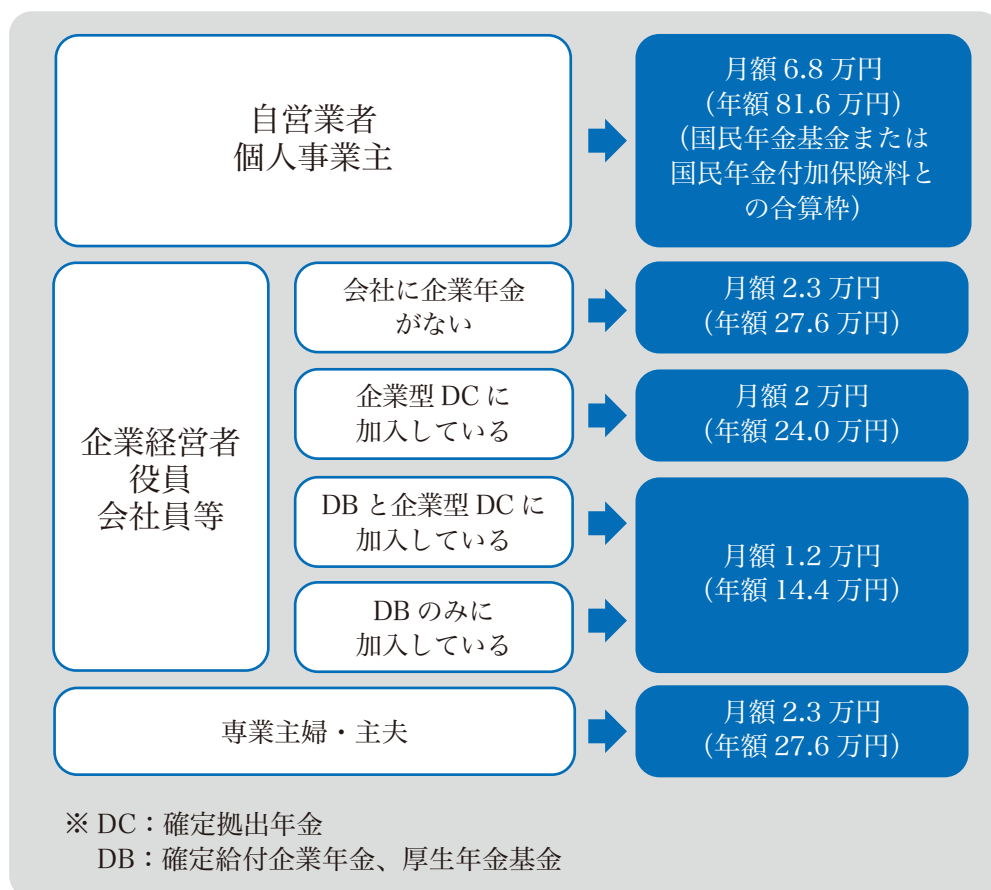 自営業者
個人事業主
月額 6.8 万円
（年額 81.6 万円）
（国民年金基金または
国民年金付加保険料と
の合算枠）
企業経営者
役員
会社員等
会社に企業年金
がない
月額 2.3 万円
（年額 27.6 万円）
企業型 DC に
加入している
月額 2 万円
（年額 24.0 万円）
DB と企業型 DC に
加入している
DB のみに
加入している
月額 1.2 万円
（年額 14.4 万円）
専業主婦・主夫
月額 2.3 万円
（年額 27.6 万円）
※ DC：確定拠出年金
DB：確定給付企業年金、厚生年金基金